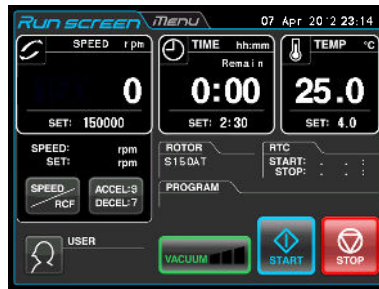 Run screen Menu 07 Apr 2012 23:14
SPEED rpm
0
SET: 150000
TIME hh:mm
Remain
0:00
SET: 2:30
TEMP °C
25.0
SET: 4.0
SPEED: rpm
SET: rpm
SPEED/RCF
ACCEL:9
DECEL:7
ROTOR
S150AT
RTC
START: . . :
STOP: . . :
PROGRAM
USER
VACUUM
START
STOP